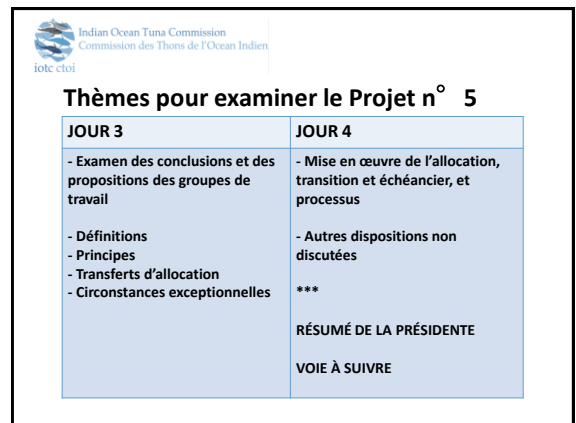 Indian Ocean Tuna Commission
Commission des Thons de l'Ocean Indien
iotc ctoi
Thèmes pour examiner le Projet n° 5
JOUR 3
- Examen des conclusions et des
propositions des groupes de
travail
- Définitions
- Principes
- Transferts d'allocation
- Circonstances exceptionnelles
JOUR 4
- Mise en œuvre de l'allocation,
transition et échéancier, et
processus
- Autres dispositions non
discutées
***
RÉSUMÉ DE LA PRÉSIDENTE
VOIE À SUIVRE